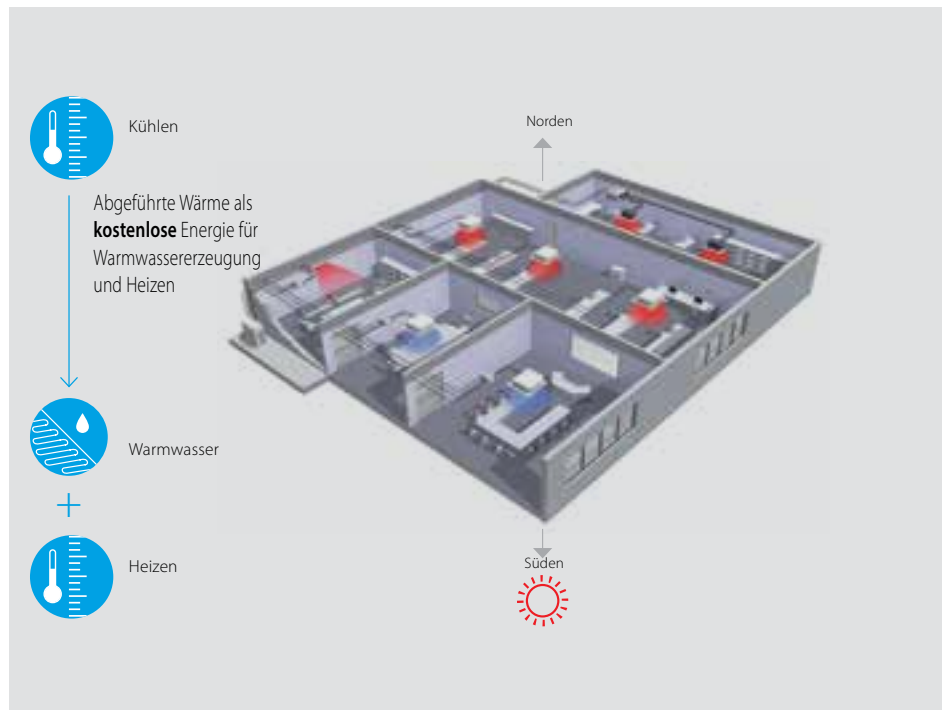 Kühlen
Abgeführte Wärme als
kostenlose Energie für
Warmwassererzeugung
und Heizen
Warmwasser
Heizen
Norden
Süden